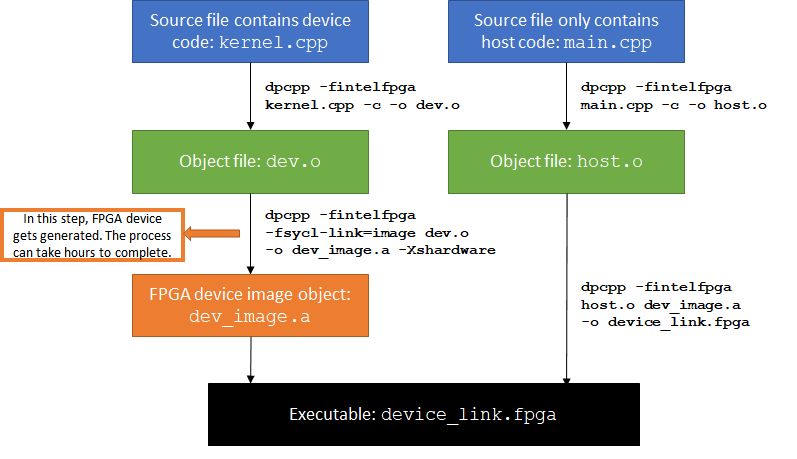 Source file contains device
code: kernel.cpp
Source file only contains
host code: main.cpp
dpcpp -fintelfpga
kernel.cpp -c -o dev.o
dpcpp -fintelfpga
main.cpp -c -o host.o
Object file: dev.o
Object file: host.o
In this step, FPGA device
gets generated. The process
can take hours to complete.
dpcpp -fintelfpga
-fsycl-link=image dev.o
-o dev_image.a -Xshardware
FPGA device image object:
dev_image.a
dpcpp -fintelfpga
host.o dev_image.a
-o device_link.fpga
Executable: device_link.fpga